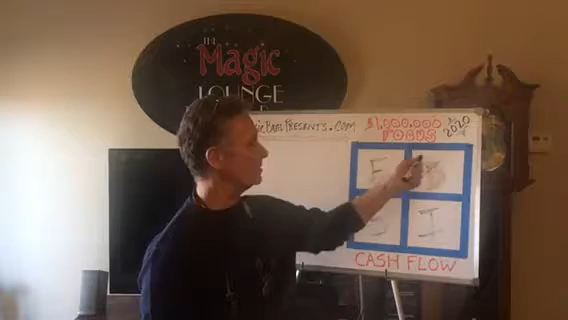 THE
Magic
LOUNGE
$1,000,000
FOCUS
2020
E
I
CASH FLOW